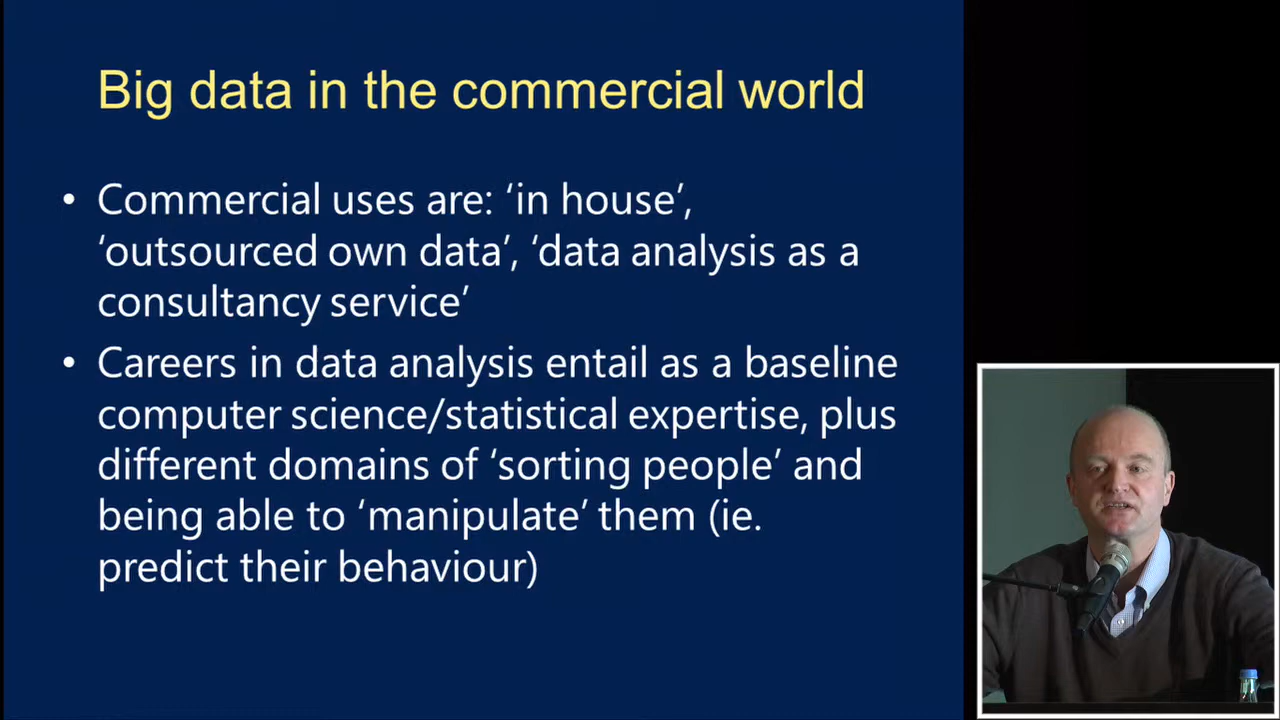 Big data in the commercial world
• Commercial uses are: ‘in house’,
‘outsourced own data’, ‘data analysis as a
consultancy service’
• Careers in data analysis entail as a baseline
computer science/statistical expertise, plus
different domains of ‘sorting people’ and
being able to ‘manipulate’ them (ie.
predict their behaviour)